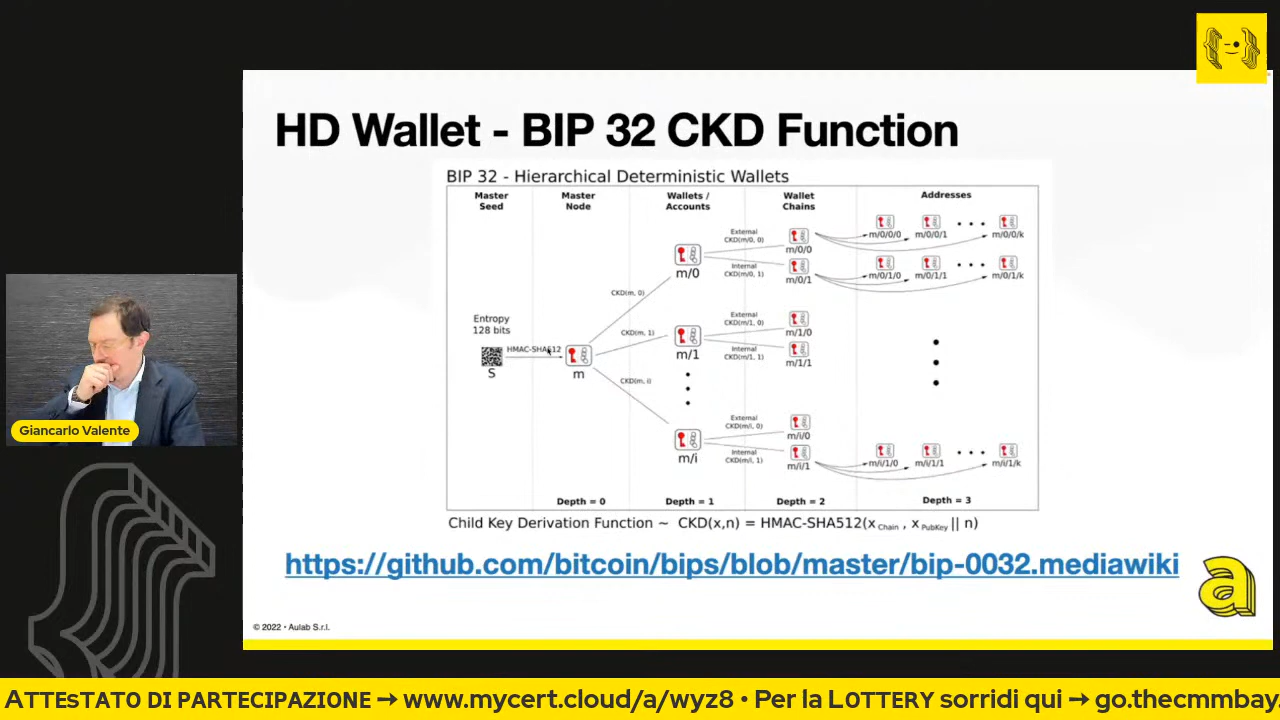 HD Wallet - BIP 32 CKD Function
BIP 32 - Hierarchical Deterministic Wallets
Master Seed
Master Node
Wallets / Accounts
Wallet Chains
Addresses
Entropy
128 bits
S
HMAC-SHA512
m
CKD(m, 0)
CKD(m, 1)
CKD(m, i)
m/0
m/1
m/i
External
CKD(m/0, 0)
Internal
CKD(m/0, 1)
External
CKD(m/1, 0)
Internal
CKD(m/1, 1)
External
CKD(m/i, 0)
Internal
CKD(m/i, 1)
m/0/0
m/0/1
m/1/0
m/1/1
m/i/0
m/i/1
m/0/0/0 m/0/0/1 m/0/0/k
m/0/1/0 m/0/1/1 m/0/1/k
m/i/1/0 m/i/1/1 m/i/1/k
Depth = 0 Depth = 1 Depth = 2 Depth = 3
Child Key Derivation Function ~ CKD(x,n) = HMAC-SHA512(x Chain , x PubKey || n)
https://github.com/bitcoin/bips/blob/master/bip-0032.mediawiki
a
© 2022 • Aulab S.r.l.
Giancarlo Valente
ATTESTATO DI PARTECIPAZIONE → www.mycert.cloud/a/wyz8 • Per la LOTTERY sorridi qui → go.thecmmbay.